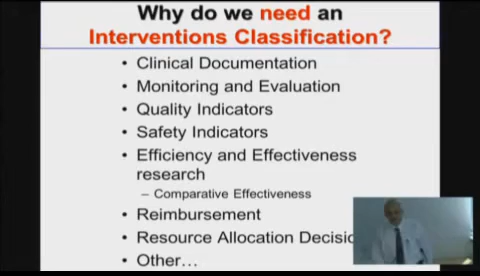 Why do we need an
Interventions Classification?
• Clinical Documentation
• Monitoring and Evaluation
• Quality Indicators
• Safety Indicators
• Efficiency and Effectiveness
research
– Comparative Effectiveness
• Reimbursement
• Resource Allocation
• Other…